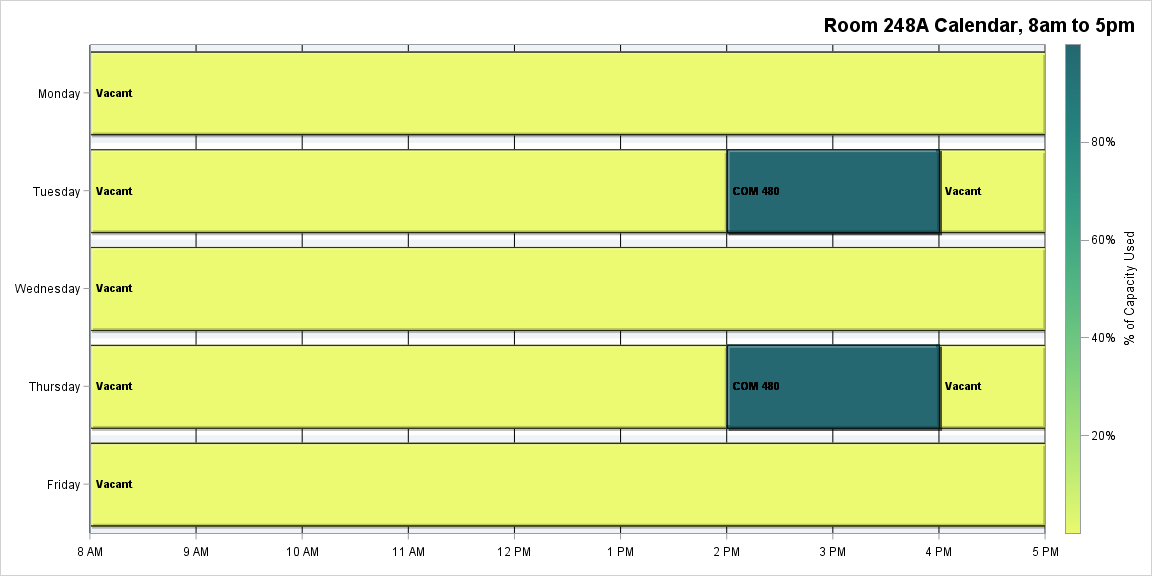 Room 248A Calendar, 8am to 5pm
Monday
Vacant
Tuesday
Vacant
COM 480
Vacant
Wednesday
Vacant
Thursday
Vacant
COM 480
Vacant
Friday
Vacant
8 AM 9 AM 10 AM 11 AM 12 PM 1 PM 2 PM 3 PM 4 PM 5 PM
80%
60%
40%
20%
% of Capacity Used